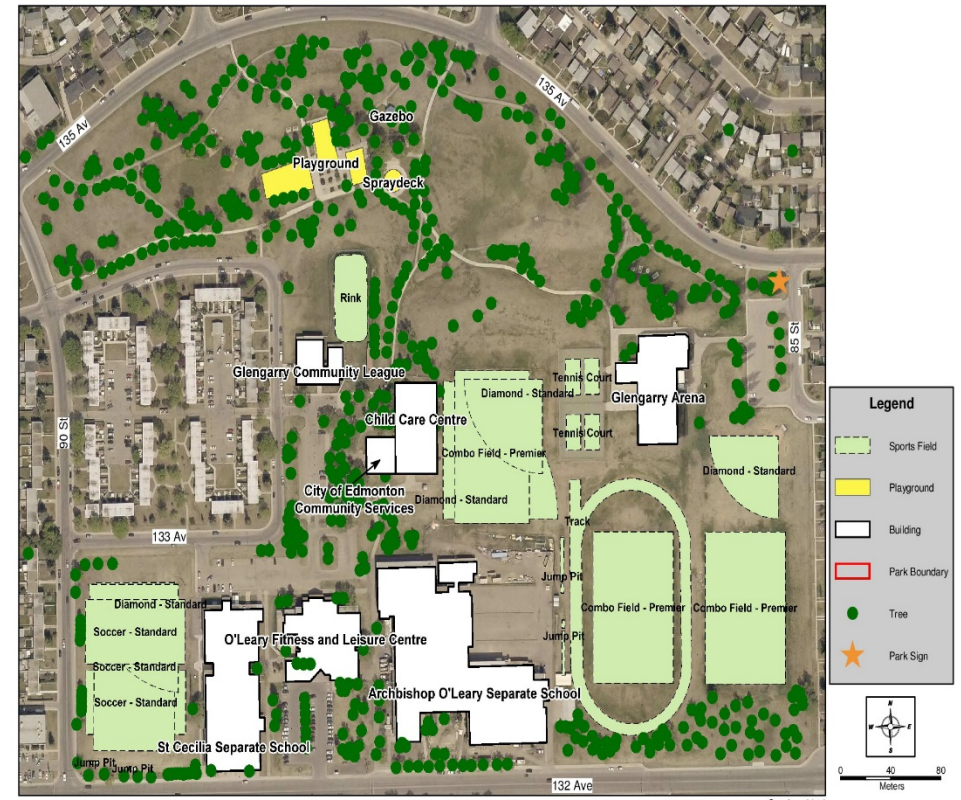 135 Av
135 Av
Gazebo
Playground
Spraydeck
Rink
85 St
Glengarry Community League
Tennis Court
Diamond - Standard
Glengarry Arena
Child Care Centre
90 St
Tennis Court
Combo Field - Premier
Diamond - Standard
City of Edmonton
Community Services
Diamond - Standard
Track
133 Av
Jump Pit
Diamond - Standard
Combo Field - Premier
Combo Field - Premier
Soccer - Standard
O'Leary Fitness and Leisure Centre
Jump Pit
Soccer - Standard
Archbishop O'Leary Separate School
Soccer - Standard
St Cecilia Separate School
Jump Pit
Jump Pit
132 Ave
Legend
Sports Field
Playground
Building
Park Boundary
Tree
Park Sign
N
W E
S
0 40 80
Meters